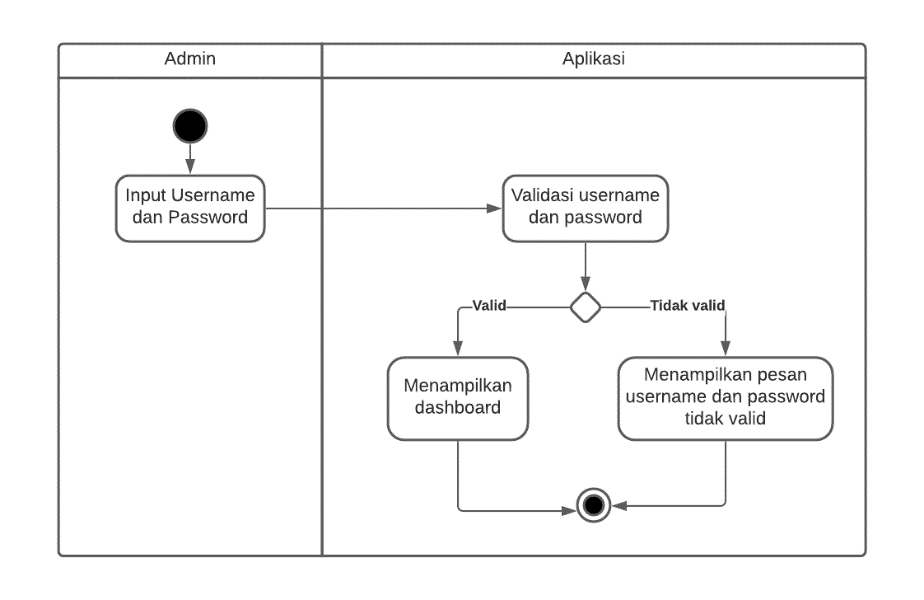 Admin
Aplikasi
Input Username
dan Password
Validasi username
dan password
Valid
Tidak valid
Menampilkan
dashboard
Menampilkan pesan
username dan password
tidak valid